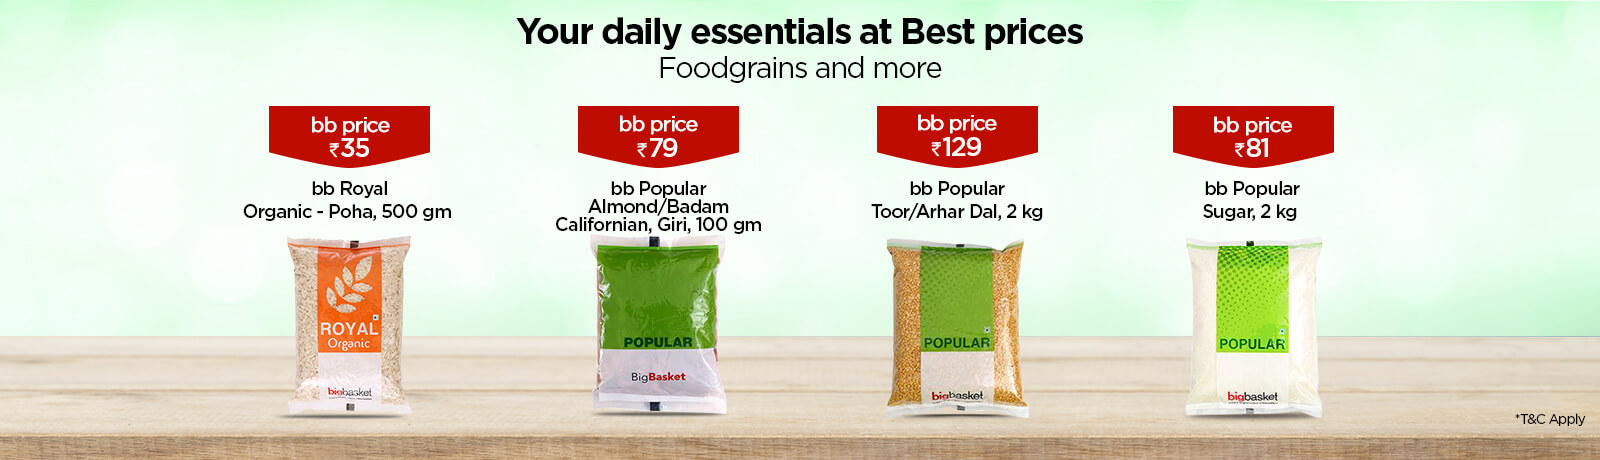 Your daily essentials at Best prices
Foodgrains and more
bb price
₹35
bb Royal
Organic - Poha, 500 gm
ROYAL
Organic
bigbasket
bb price
₹79
bb Popular
Almond/Badam
Californian, Giri, 100 gm
POPULAR
BigBasket
bb price
₹129
bb Popular
Toor/Arhar Dal, 2 kg
POPULAR
bigbasket
bb price
₹81
bb Popular
Sugar, 2 kg
POPULAR
bigbasket
*T&C Apply